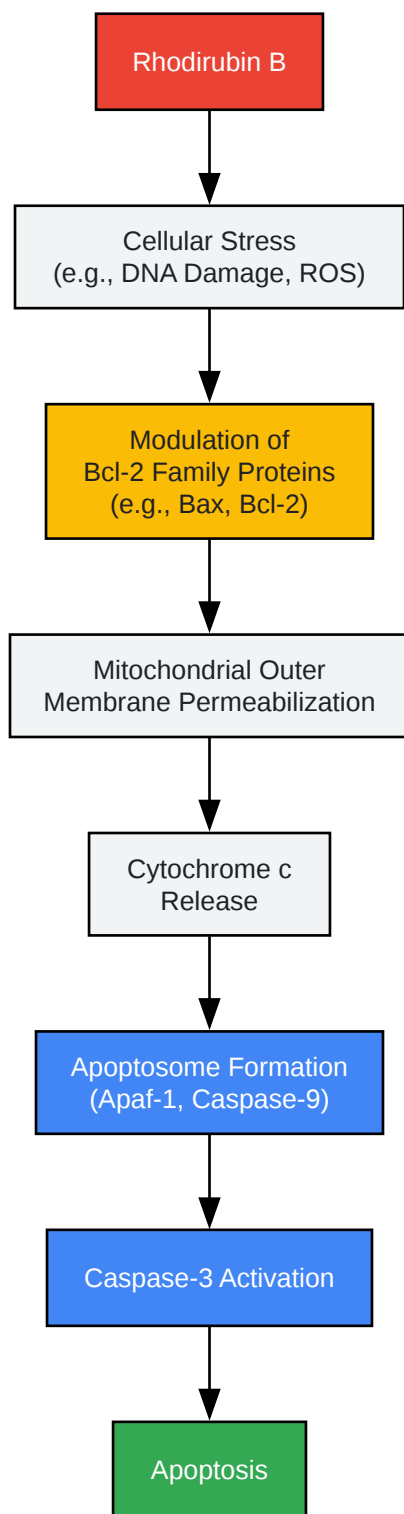 Rhodirubin B
Cellular Stress
(e.g., DNA Damage, ROS)
Modulation of
Bcl-2 Family Proteins
(e.g., Bax, Bcl-2)
Mitochondrial Outer
Membrane Permeabilization
Cytochrome c
Release
Apoptosome Formation
(Apaf-1, Caspase-9)
Caspase-3 Activation
Apoptosis